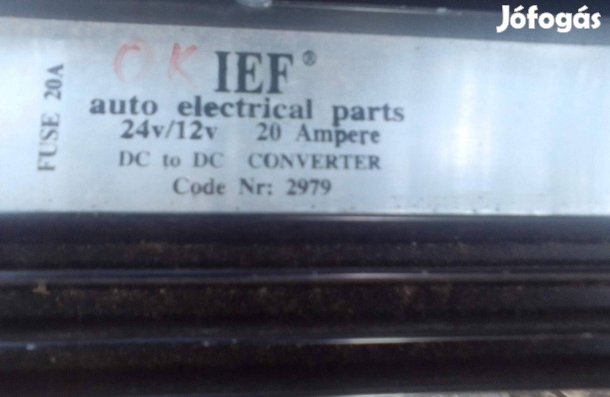 Jófogás
OK IEF®
auto electrical parts
24v/12v 20 Ampere
DC to DC CONVERTER
Code Nr: 2979
FUSE 20A